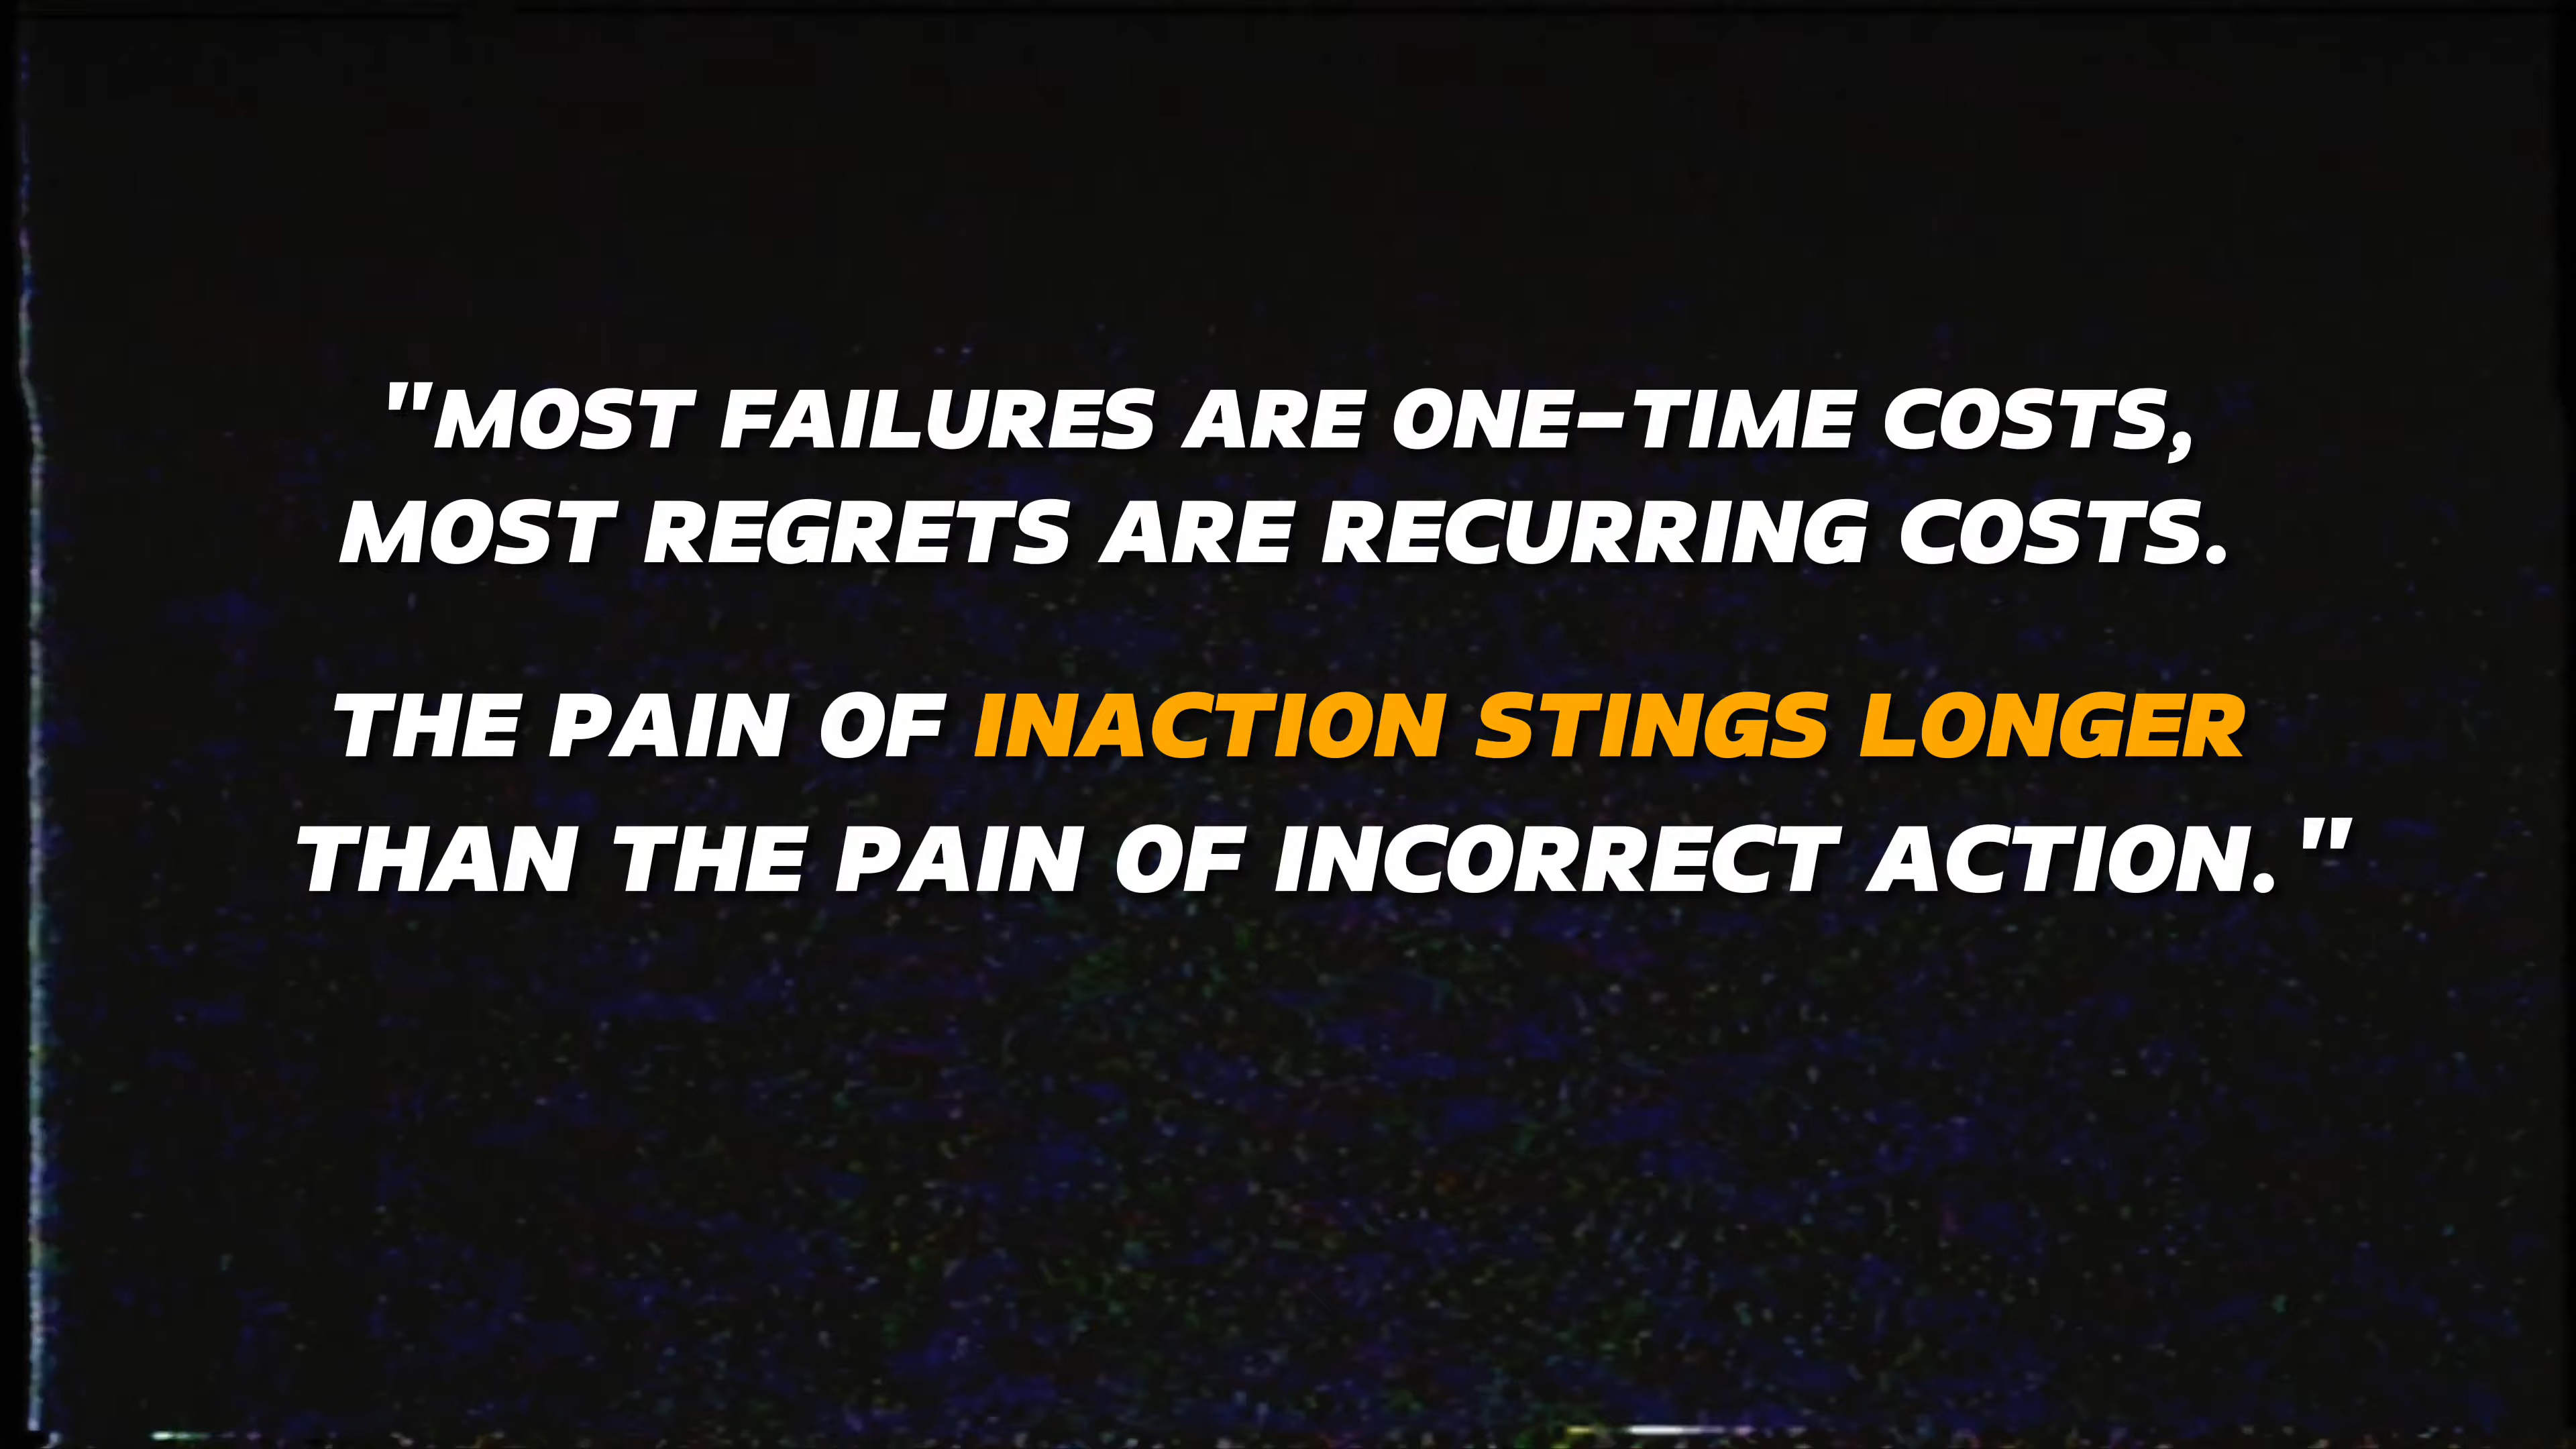 "MOST FAILURES ARE ONE-TIME COSTS,
MOST REGRETS ARE RECURRING COSTS.
THE PAIN OF INACTION STINGS LONGER
THAN THE PAIN OF INCORRECT ACTION."